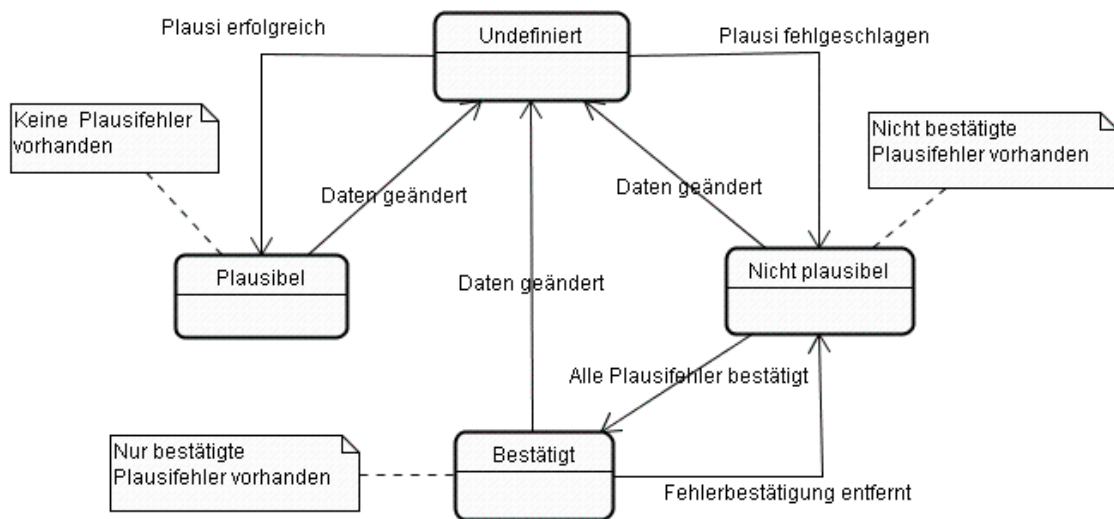 Plausi erfolgreich
Undefiniert
Plausi fehlgeschlagen
Keine Plausifehler
vorhanden
Nicht bestätigte
Plausifehler vorhanden
Daten geändert
Daten geändert
Plausibel
Daten geändert
Nicht plausibel
Alle Plausifehler bestätigt
Nur bestätigte
Plausifehler vorhanden
Bestätigt
Fehlerbestätigung entfernt